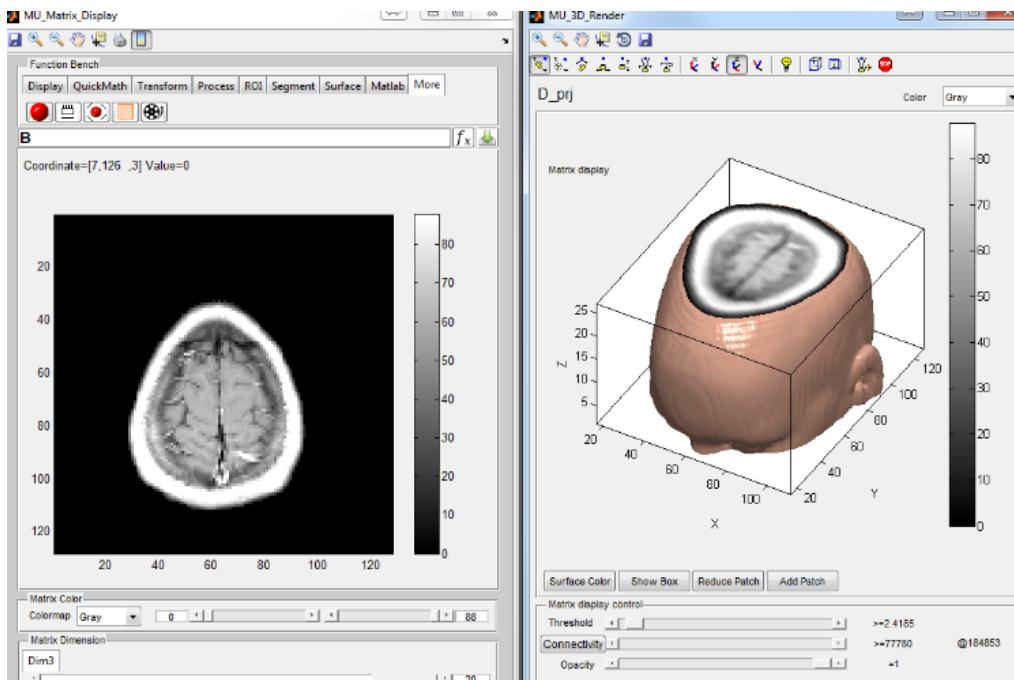 MU_Matrix_Display
Function Bench
Display QuickMath Transform Process ROI Segment Surface Matlab More
B
fx
Coordinate=[7,126 ,3] Value=0
20
40
60
80
100
120
20 40 60 80 100 120
80
70
60
50
40
30
20
10
0
Matrix Color
Colormap Gray 0 88
Matrix Dimension
Dim3
20
MU_3D_Render
D_prj
Color Gray
Matrix display
25
20
15
10
5
Z
20
40
60
80
100
X
20
40
60
80
100
120
Y
80
70
60
50
40
30
20
10
0
Surface Color Show Box Reduce Patch Add Patch
Matrix display control
Threshold >=2.4185
Connectivity >=77780 @184853
Opacity =1